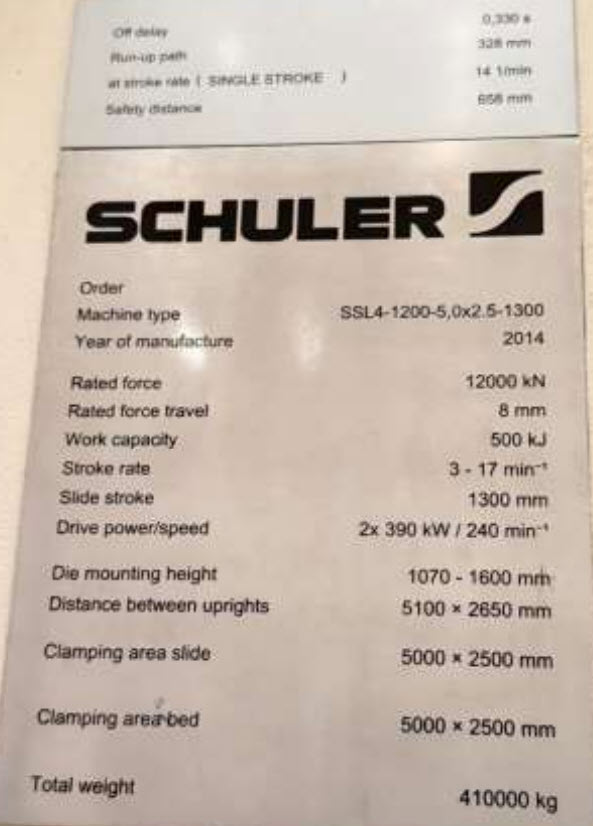 Off delay 0,330 s
Run-up path 328 mm
at stroke rate ( SINGLE STROKE ) 14 1/min
Safety distance 658 mm
SCHULER
Order
Machine type SSL4-1200-5,0x2.5-1300
Year of manufacture 2014
Rated force 12000 kN
Rated force travel 8 mm
Work capacity 500 kJ
Stroke rate 3 - 17 min⁻¹
Slide stroke 1300 mm
Drive power/speed 2x 390 kW / 240 min⁻¹
Die mounting height 1070 - 1600 mm
Distance between uprights 5100 × 2650 mm
Clamping area slide 5000 × 2500 mm
Clamping area bed 5000 × 2500 mm
Total weight 410000 kg